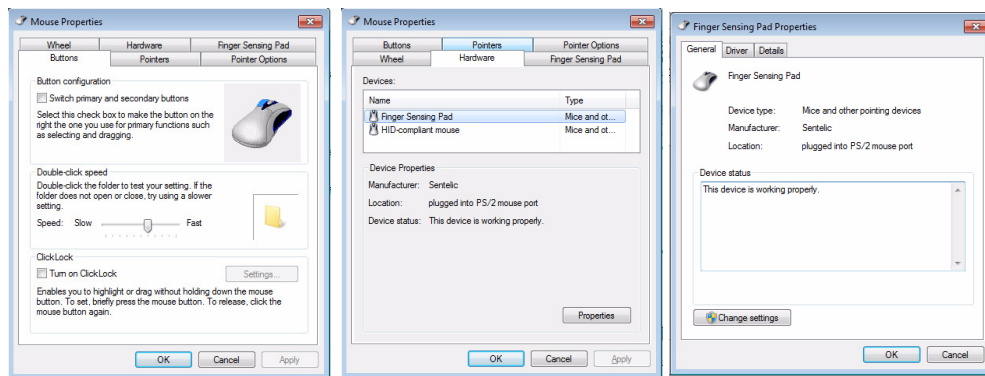 Mouse Properties
Wheel Hardware Finger Sensing Pad
Buttons Pointers Pointer Options
Button configuration
Switch primary and secondary buttons
Select this check box to make the button on the
right the one you use for primary functions such
as selecting and dragging.
Double-click speed
Double-click the folder to test your setting. If the
folder does not open or close, try using a slower
setting.
Speed: Slow Fast
ClickLock
Turn on ClickLock Settings...
Enables you to highlight or drag without holding
down the mouse
button. To set, briefly press the mouse button. To release, click the
mouse button again.
OK Cancel Apply
Mouse Properties
Buttons Pointers Pointer Options
Wheel Hardware Finger Sensing Pad
Devices:
Name Type
Finger Sensing Pad Mice and ot...
HID-compliant mouse Mice and ot...
Device Properties
Manufacturer: Sentelic
Location: plugged into PS/2 mouse port
Device status: This device is working properly.
Properties
OK Cancel Apply
Finger Sensing Pad Properties
General Driver Details
Finger Sensing Pad
Device type: Mice and other pointing devices
Manufacturer: Sentelic
Location: plugged into PS/2 mouse port
Device status
This device is working properly.
Change settings
OK Cancel